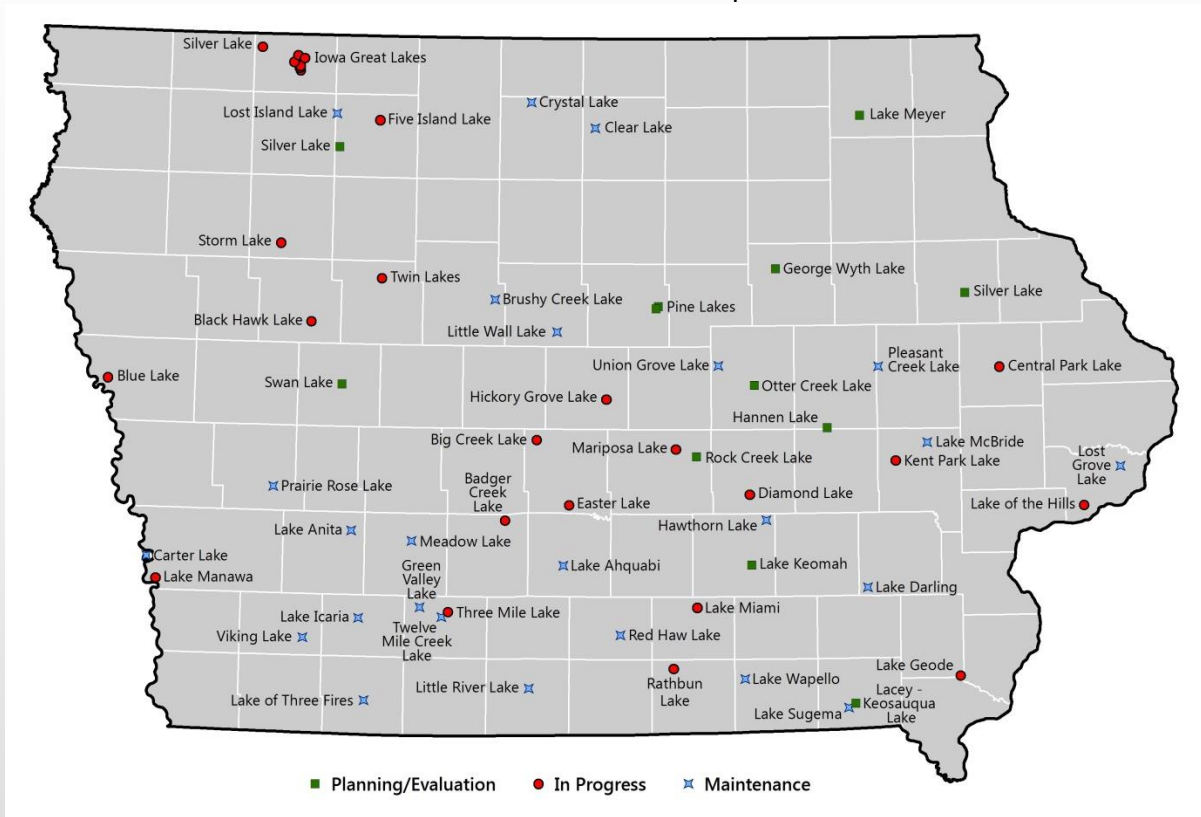 Silver Lake
Iowa Great Lakes
Lost Island Lake
Five Island Lake
Silver Lake
Crystal Lake
Clear Lake
Lake Meyer
Storm Lake
Twin Lakes
Black Hawk Lake
Brushy Creek Lake
Little Wall Lake
Pine Lakes
George Wyth Lake
Silver Lake
Blue Lake
Swan Lake
Hickory Grove Lake
Union Grove Lake
Otter Creek Lake
Hannen Lake
Pleasant
Creek Lake
Central Park Lake
Big Creek Lake
Mariposa Lake
Rock Creek Lake
Lake McBride
Kent Park Lake
Lost
Grove
Lake
Prairie Rose Lake
Badger
Creek
Lake
Easter Lake
Diamond Lake
Lake of the Hills
Lake Anita
Meadow Lake
Hawthorn Lake
Carter Lake
Lake Manawa
Green
Valley
Lake
Lake Ahquabi
Lake Keomah
Lake Darling
Lake Icaria
Viking Lake
Twelve
Mile Creek
Lake
Three Mile Lake
Lake Miami
Red Haw Lake
Lake of Three Fires
Little River Lake
Rathbun
Lake
Lake Wapello
Lake Geode
Lake Sugema
Lacey -
Keosauqua
Lake
Planning/Evaluation
In Progress
Maintenance